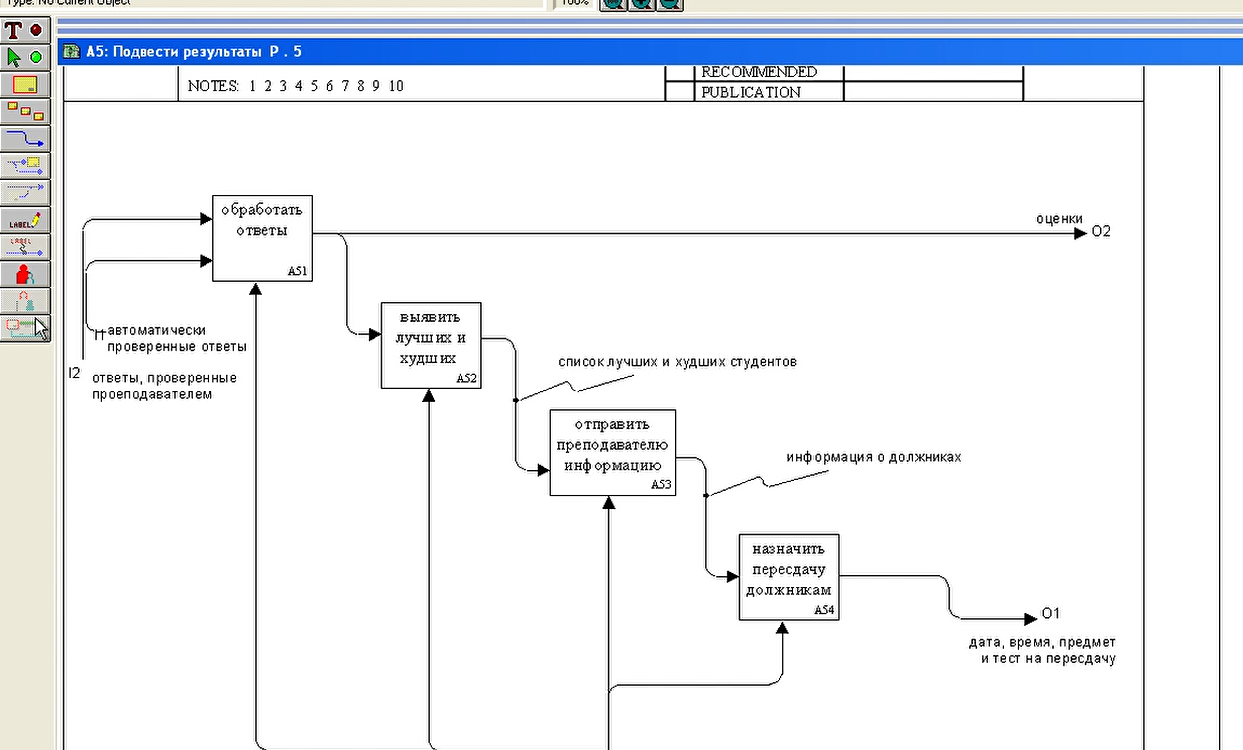 Type: No Current Object
100%
A5: Подвести результаты P . 5
NOTES: 1 2 3 4 5 6 7 8 9 10
RECOMMENDED
PUBLICATION
T
LABEL
LABEL
обработать
ответы
A51
оценки
O2
I1
автоматически
проверенные ответы
I2
ответы, проверенные
проеподавателем
выявить
лучших и
худших
A52
список лучших и худших студентов
отправить
преподавателю
информацию
A53
информация о должниках
назначить
пересдачу
должникам
A54
O1
дата, время, предмет
и тест на пересдачу